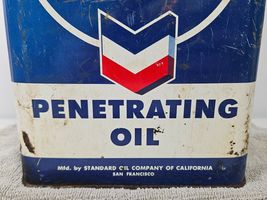 PENETRATING
OIL
Mfd. by STANDARD OIL COMPANY OF CALIFORNIA
SAN FRANCISCO